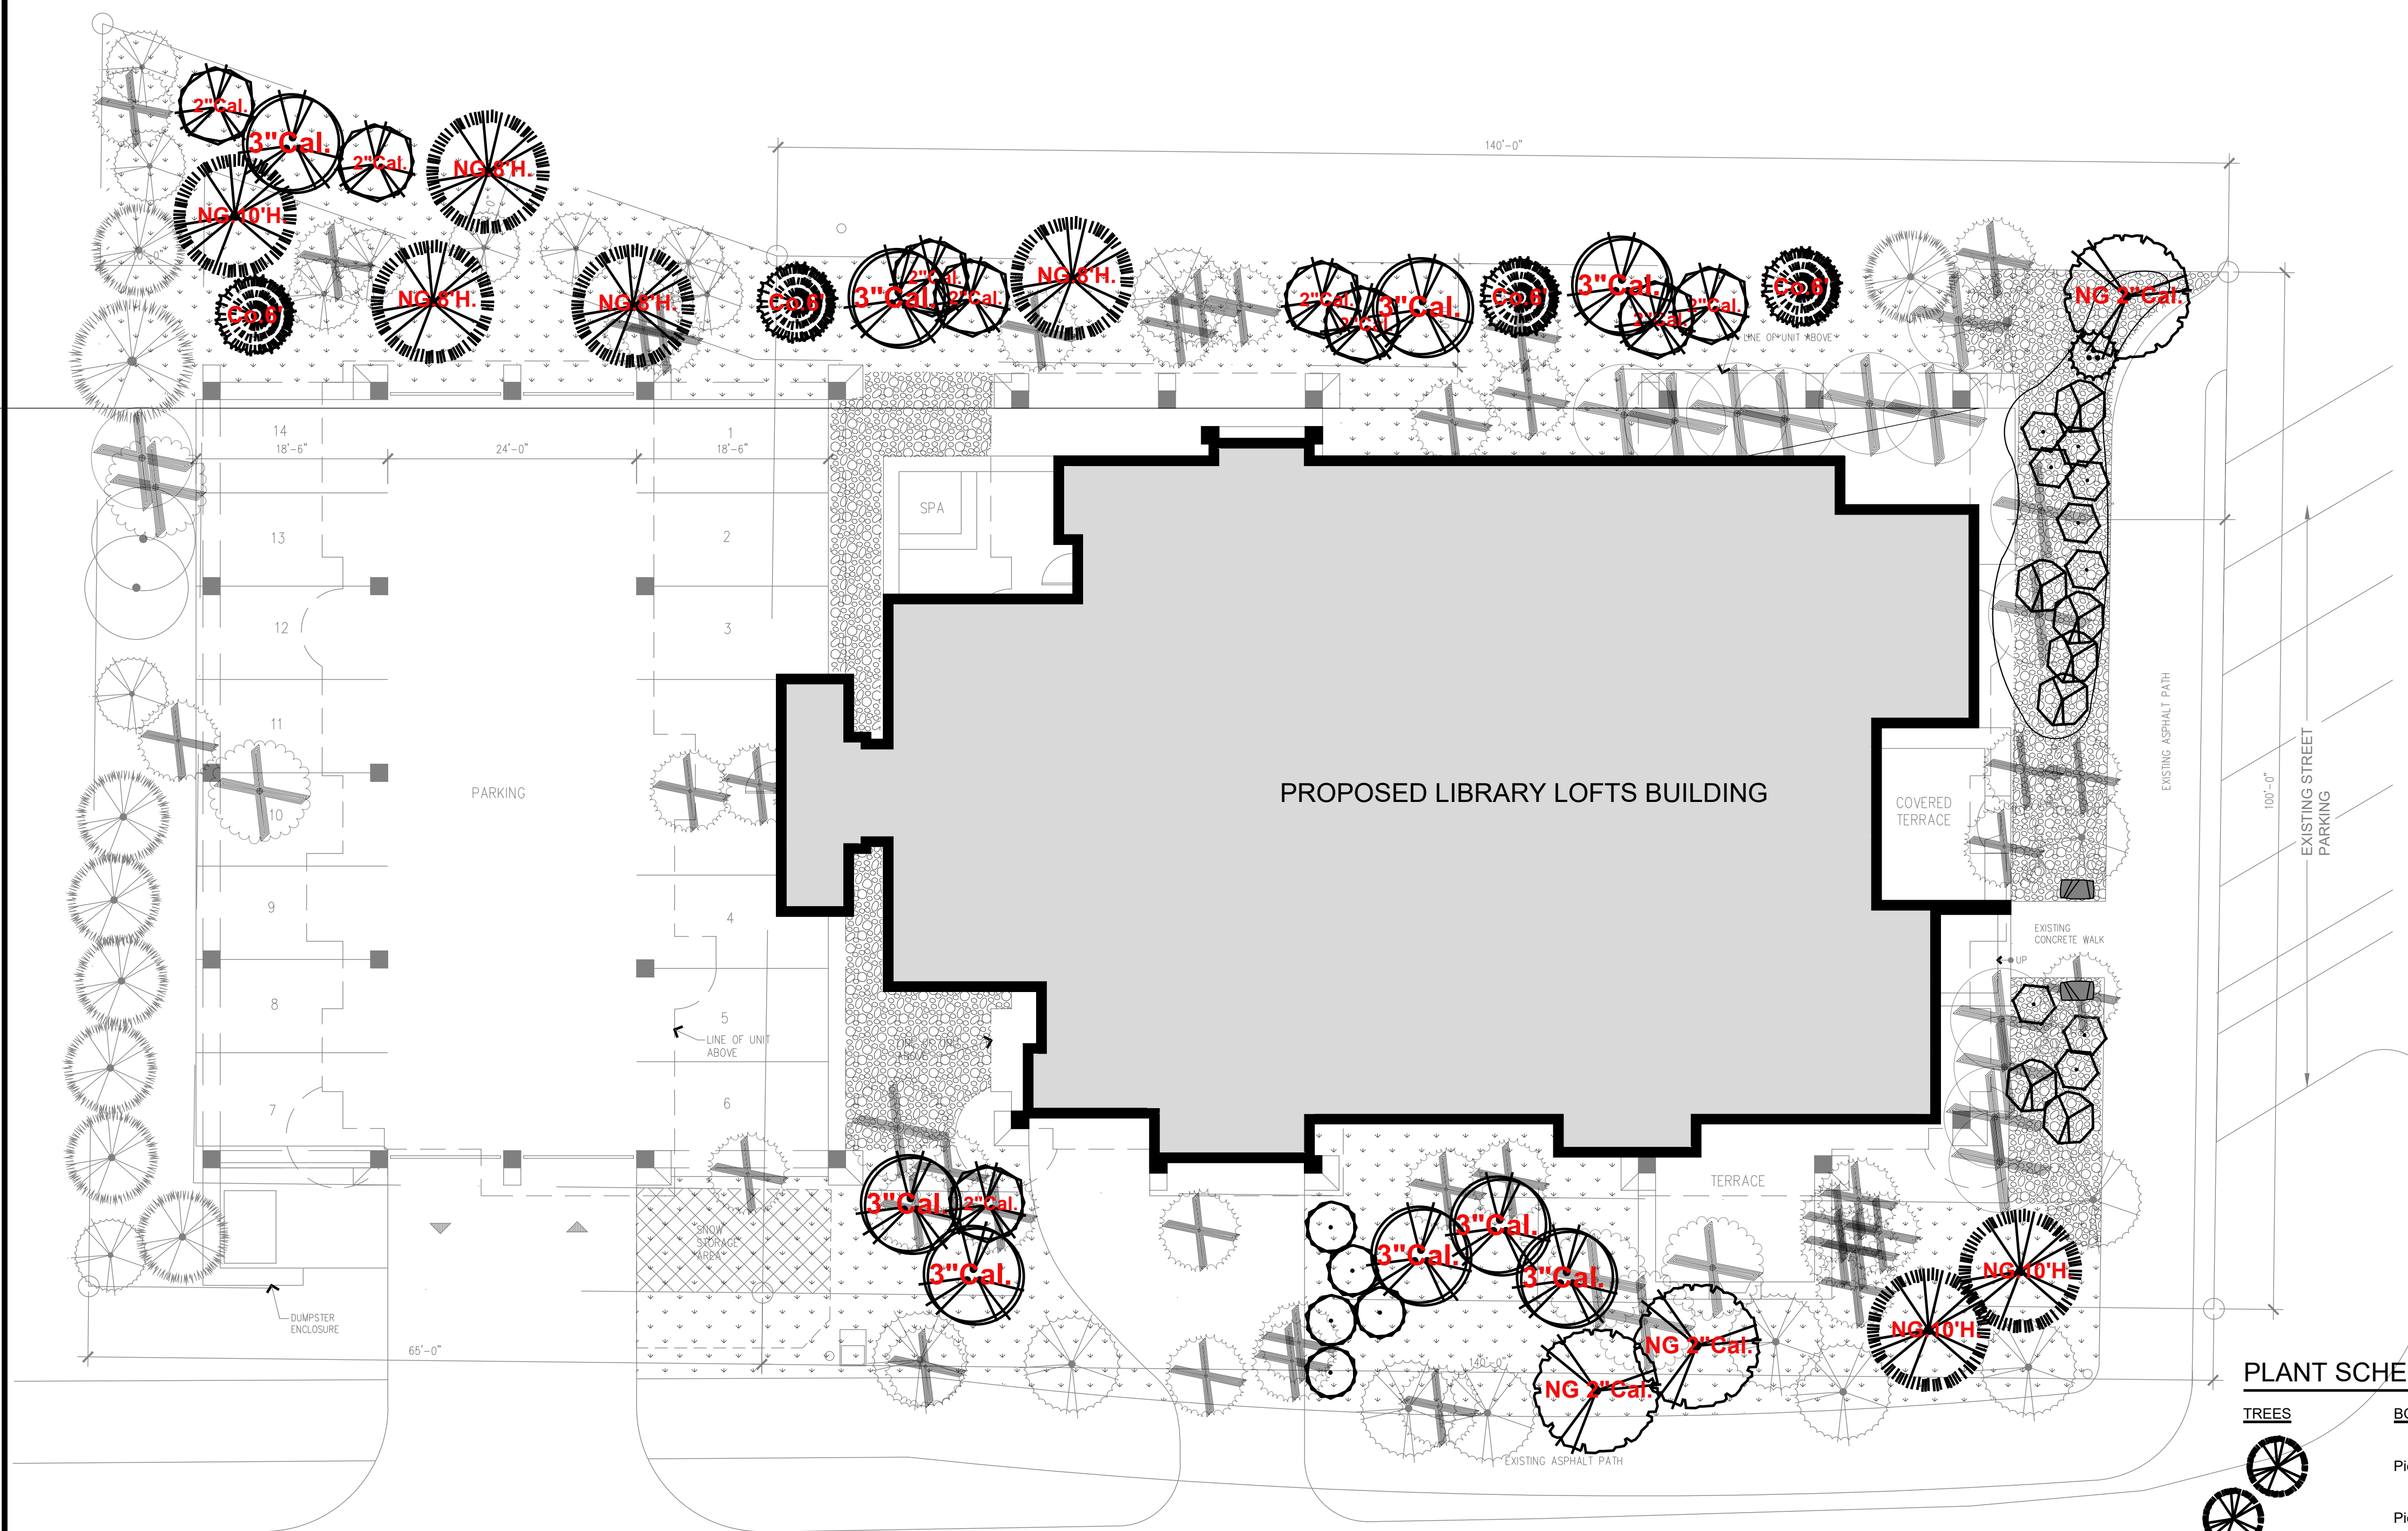 2"Cal.
3"Cal.
2"Cal.
NG 8'H.
NG 10'H.
140'-0"
NG 8'H.
NG 8'H.
Co.6'
Co.6'
3"Cal.
2"Cal.
2"Cal.
NG 8'H.
2"Cal.
2"Cal.
3"Cal.
Co.6'
3"Cal.
2"Cal.
2"Cal.
Co.6'
NG 2"Cal.
LINE OF UNIT ABOVE
14
18'-6"
24'-0"
1
18'-6"
SPA
13
2
12
3
11
10
PARKING
PROPOSED LIBRARY LOFTS BUILDING
COVERED
TERRACE
EXISTING ASPHALT PATH
100'-0"
EXISTING STREET
PARKING
9
4
EXISTING
CONCRETE WALK
UP
8
5
LINE OF UNIT
ABOVE
LINE OF UNIT
ABOVE
7
6
SNOW
STORAGE
AREA
3"Cal.
2"Cal.
3"Cal.
TERRACE
3"Cal.
3"Cal.
3"Cal.
NG 10'H.
NG 10'H.
NG 2"Cal.
NG 2"Cal.
DUMPSTER
ENCLOSURE
65'-0"
140'-0"
EXISTING ASPHALT PATH
PLANT SCHE
TREES